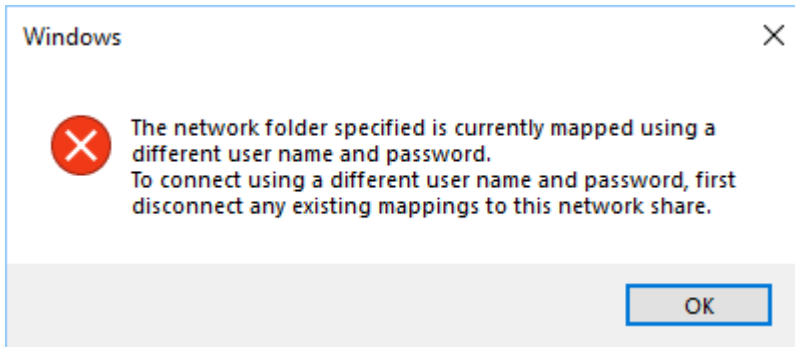 Windows
The network folder specified is currently mapped using a
different user name and password.
To connect using a different user name and password, first
disconnect any existing mappings to this network share.
OK